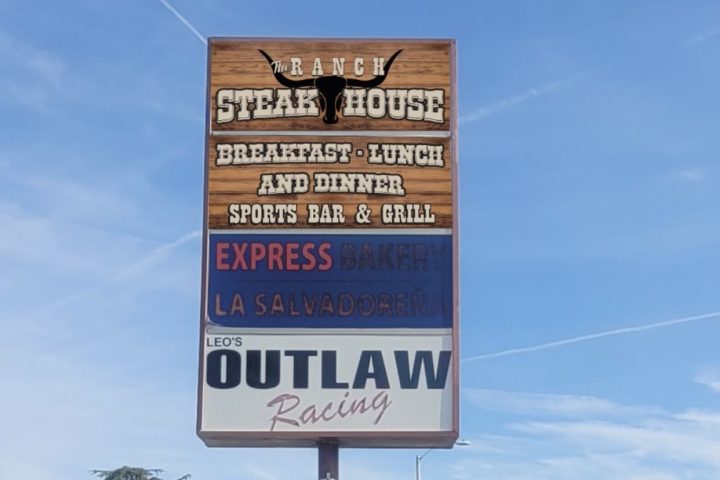 The RANCH
STEAK HOUSE
BREAKFAST - LUNCH
AND DINNER
SPORTS BAR & GRILL
EXPRESS BAKERY
LA SALVADOREÑA
LEO'S
OUTLAW
Racing